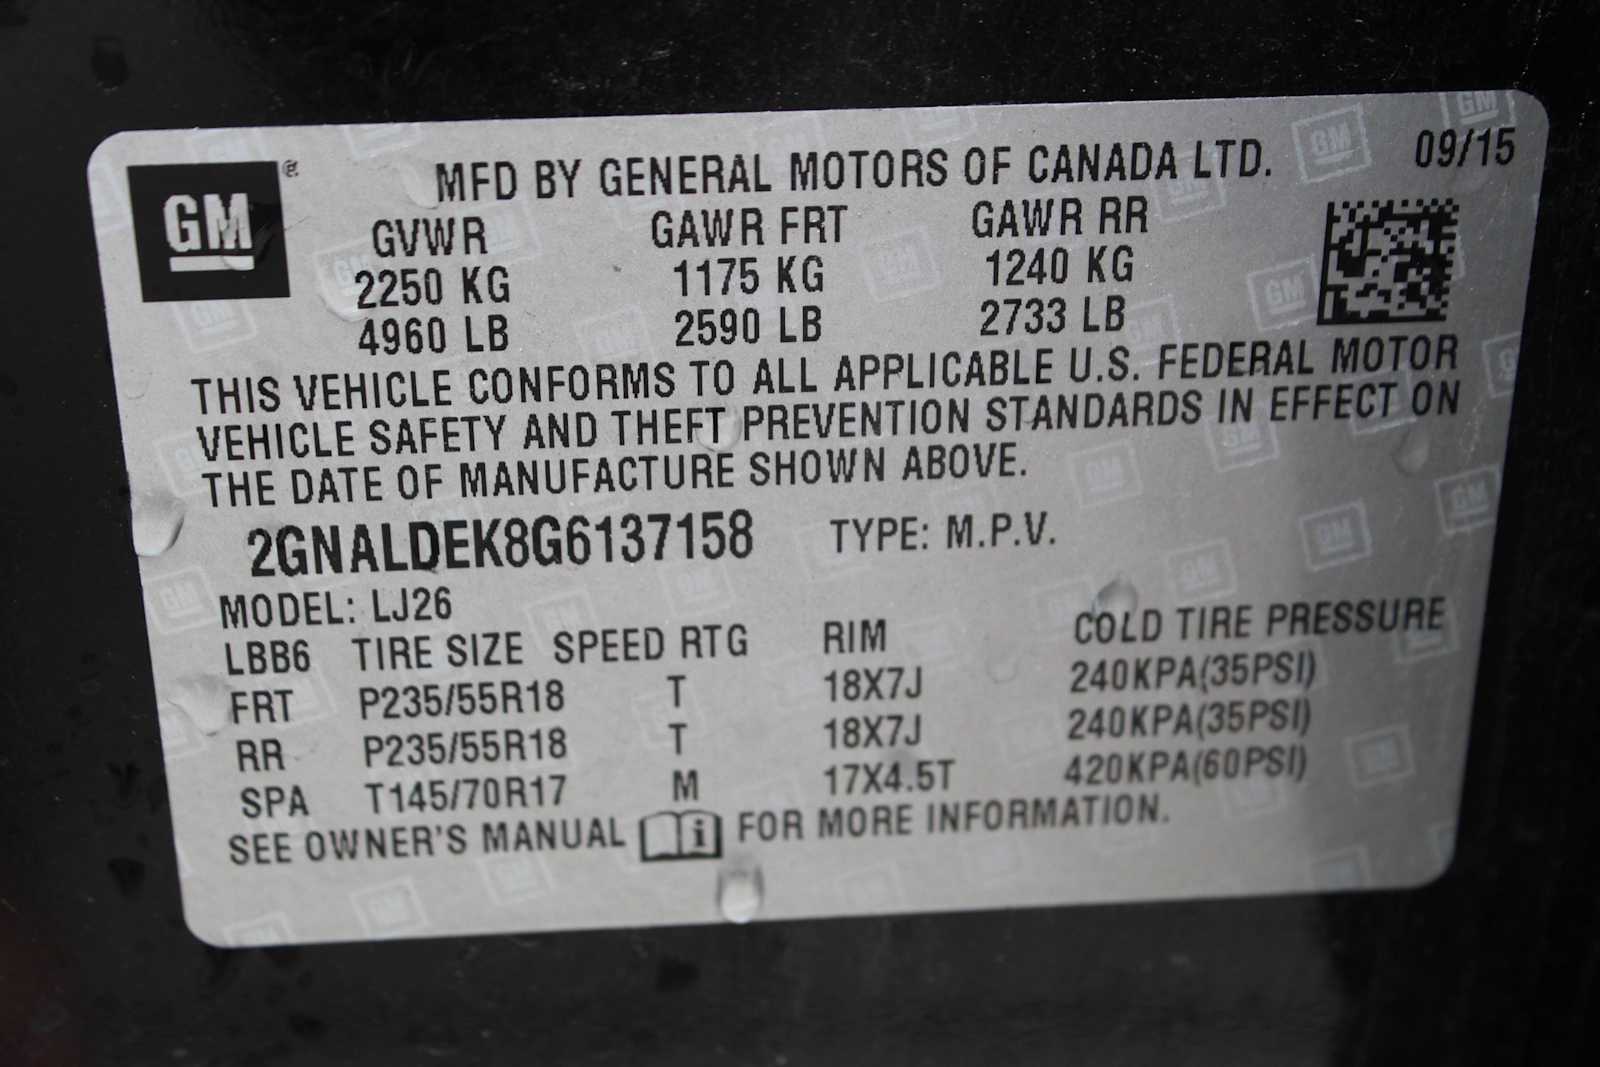 GM ® MFD BY GENERAL MOTORS OF CANADA LTD. 09/15
GVWR GAWR FRT GAWR RR
2250 KG 1175 KG 1240 KG
4960 LB 2590 LB 2733 LB
THIS VEHICLE CONFORMS TO ALL APPLICABLE U.S. FEDERAL MOTOR
VEHICLE SAFETY AND THEFT PREVENTION STANDARDS IN EFFECT ON
THE DATE OF MANUFACTURE SHOWN ABOVE.
2GNALDEK8G6137158 TYPE: M.P.V.
MODEL: LJ26
LBB6 TIRE SIZE SPEED RTG RIM COLD TIRE PRESSURE
FRT P235/55R18 T 18X7J 240KPA(35PSI)
RR P235/55R18 T 18X7J 240KPA(35PSI)
SPA T145/70R17 M 17X4.5T 420KPA(60PSI)
SEE OWNER'S MANUAL i FOR MORE INFORMATION.